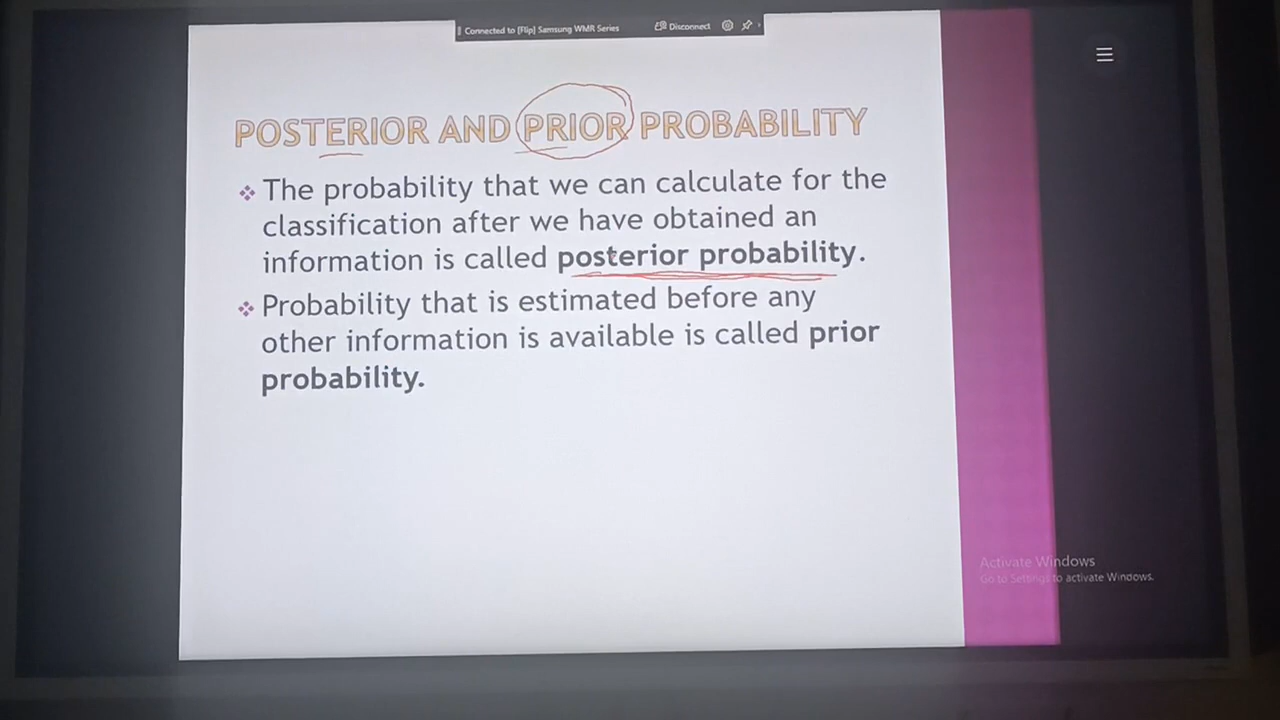 Connected to [Flip] Samsung WMR Series
Disconnect
POSTERIOR AND PRIOR PROBABILITY
❖ The probability that we can calculate for the
classification after we have obtained an
information is called posterior probability.
❖ Probability that is estimated before any
other information is available is called prior
probability.
Activate Windows
Go to Settings to activate Windows.